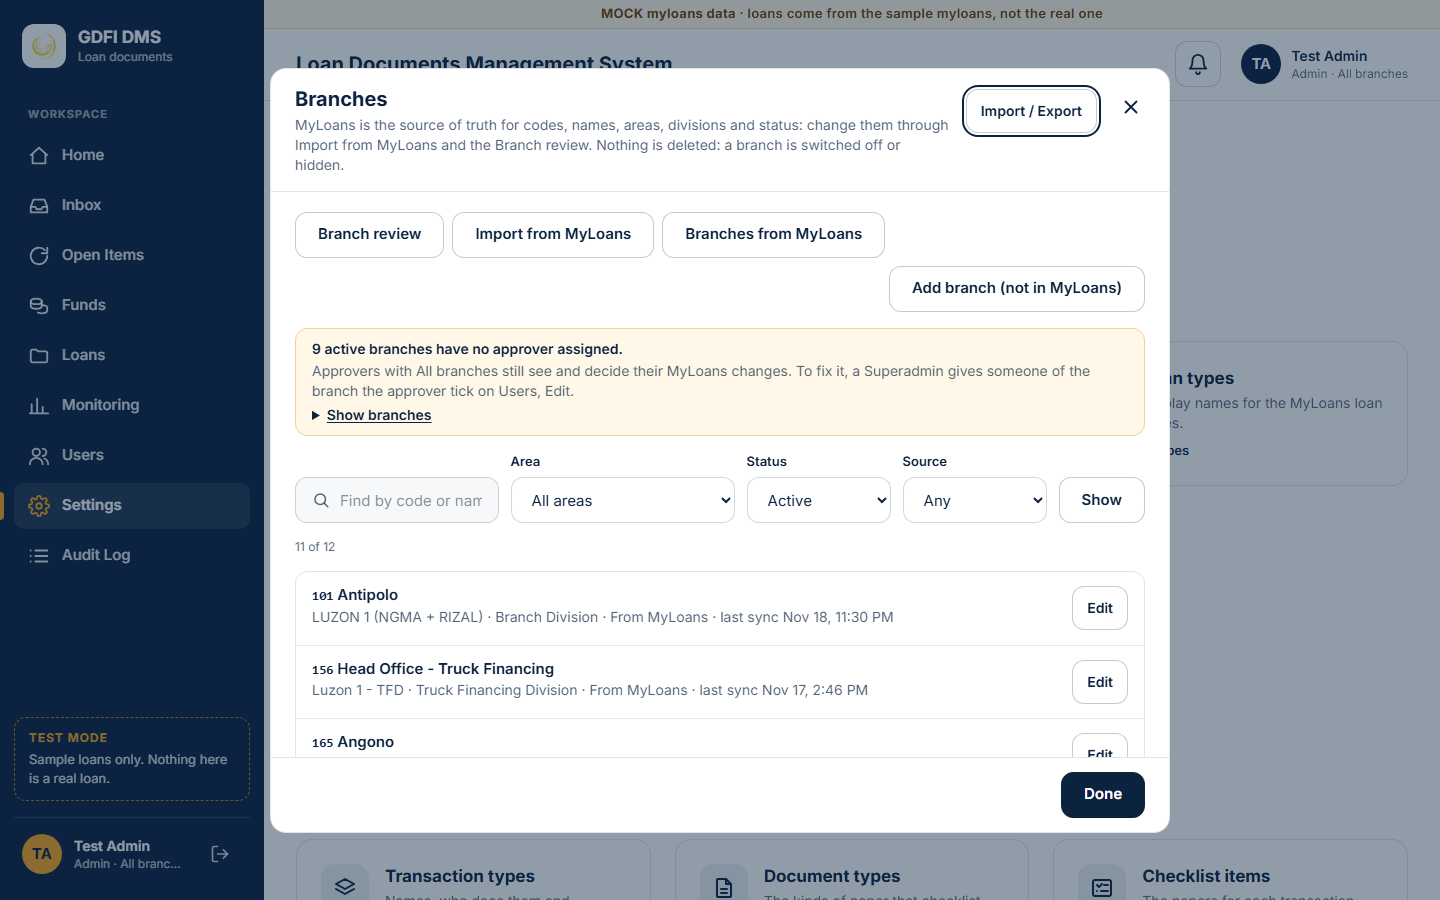 MOCK myloans data · loans come from the sample myloans, not the real one
GDFI DMS
Loan documents
WORKSPACE
Home
Inbox
Open Items
Funds
Loans
Monitoring
Users
Settings
Audit Log
TEST MODE
Sample loans only. Nothing here
is a real loan.
TA
Test Admin
Admin · All branc...
Loan Documents Management System
TA
Test Admin
Admin · All branches
Branches
MyLoans is the source of truth for codes, names, areas, divisions and status: change them through
Import from MyLoans and the Branch review. Nothing is deleted: a branch is switched off or
hidden.
Import / Export
Branch review
Import from MyLoans
Branches from MyLoans
Add branch (not in MyLoans)
9 active branches have no approver assigned.
Approvers with All branches still see and decide their MyLoans changes. To fix it, a Superadmin gives someone of the
branch the approver tick on Users, Edit.
Show branches
Area
Status
Source
Find by code or nam
All areas
Active
Any
Show
11 of 12
101 Antipolo
LUZON 1 (NGMA + RIZAL) · Branch Division · From MyLoans · last sync Nov 18, 11:30 PM
Edit
156 Head Office - Truck Financing
Luzon 1 - TFD · Truck Financing Division · From MyLoans · last sync Nov 17, 2:46 PM
Edit
165 Angono
Edit
Done
n types
lay names for the MyLoans loan
Transaction types
Document types
Checklist items